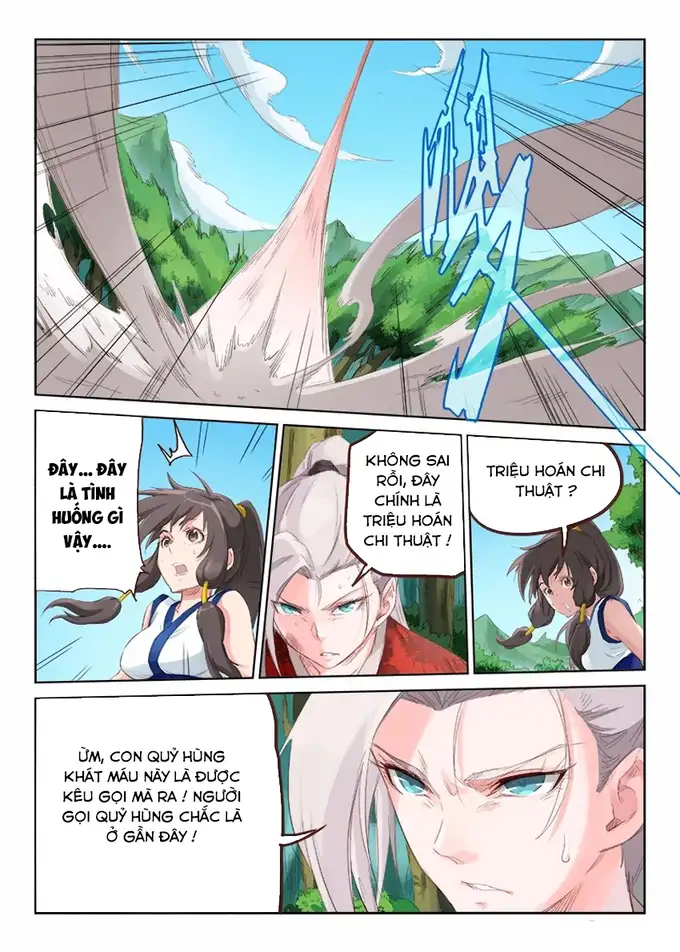 ĐÂY... ĐÂY
LÀ TÌNH
HUỐNG GÌ
VẬY....
KHÔNG SAI
RỒI, ĐÂY
CHÍNH LÀ
TRIỆU HOÁN
CHI THUẬT !
TRIỆU HOÁN CHI
THUẬT ?
ỪM, CON QUỶ HÙNG
KHÁT MÁU NÀY LÀ ĐƯỢC
KÊU GỌI MÀ RA ! NGƯỜI
GỌI QUỶ HÙNG CHẮC LÀ
Ở GẦN ĐÂY !